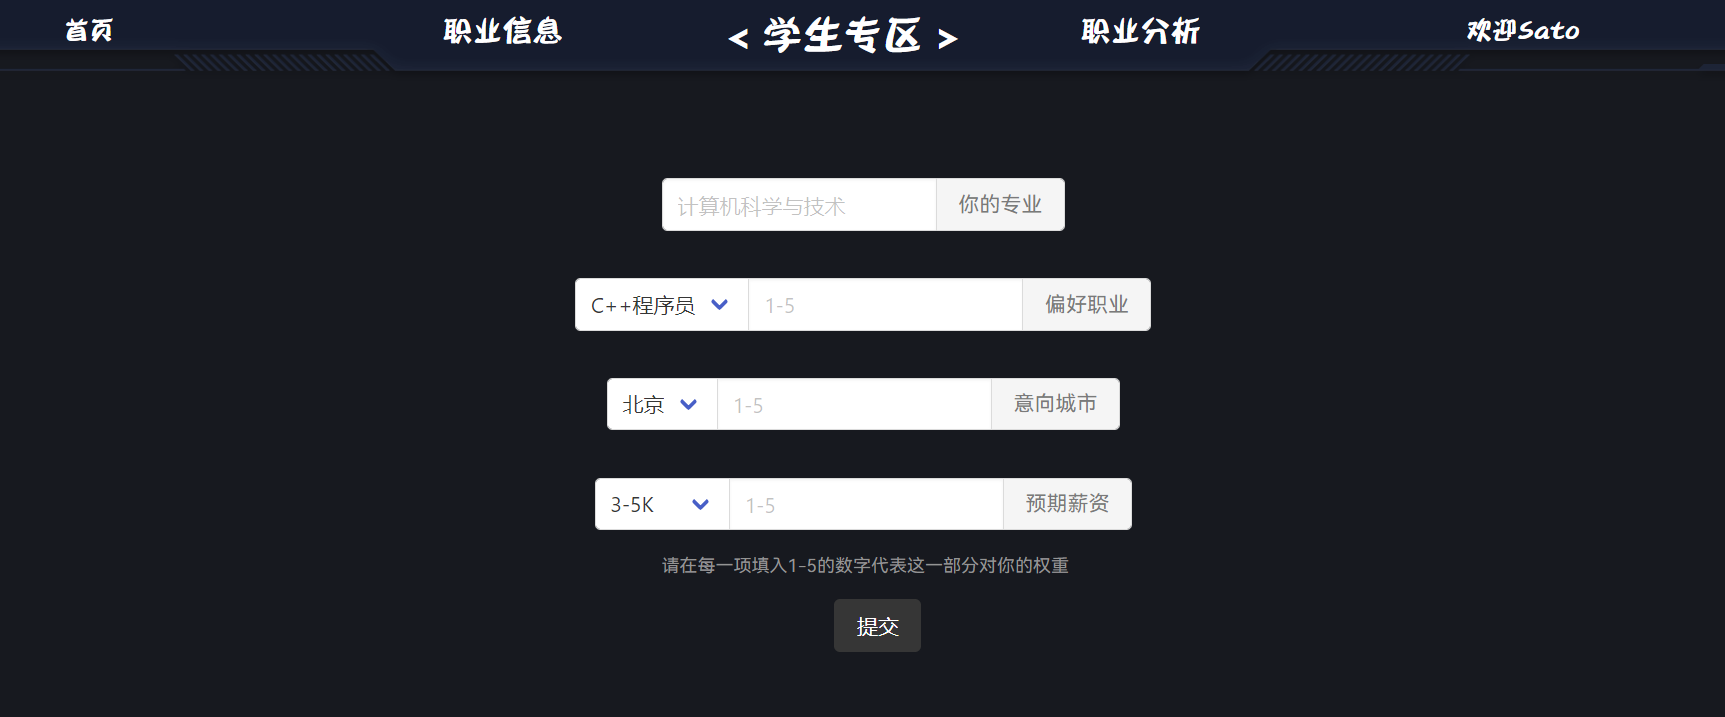 首页 职业信息 < 学生专区 > 职业分析 欢迎Sato
计算机科学与技术 你的专业
C++程序员 1-5 偏好职业
北京 1-5 意向城市
3-5K 1-5 预期薪资
请在每一项填入1-5的数字代表这一部分对你的权重
提交